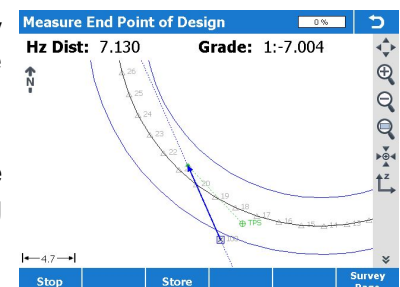 Measure End Point of Design
0 %
Hz Dist: 7.130
Grade: 1:-7.004
N
26
25
24
23
22
20
19
18
17
16
15
14
13
TPS
Z
4.7
Stop
Store
Survey